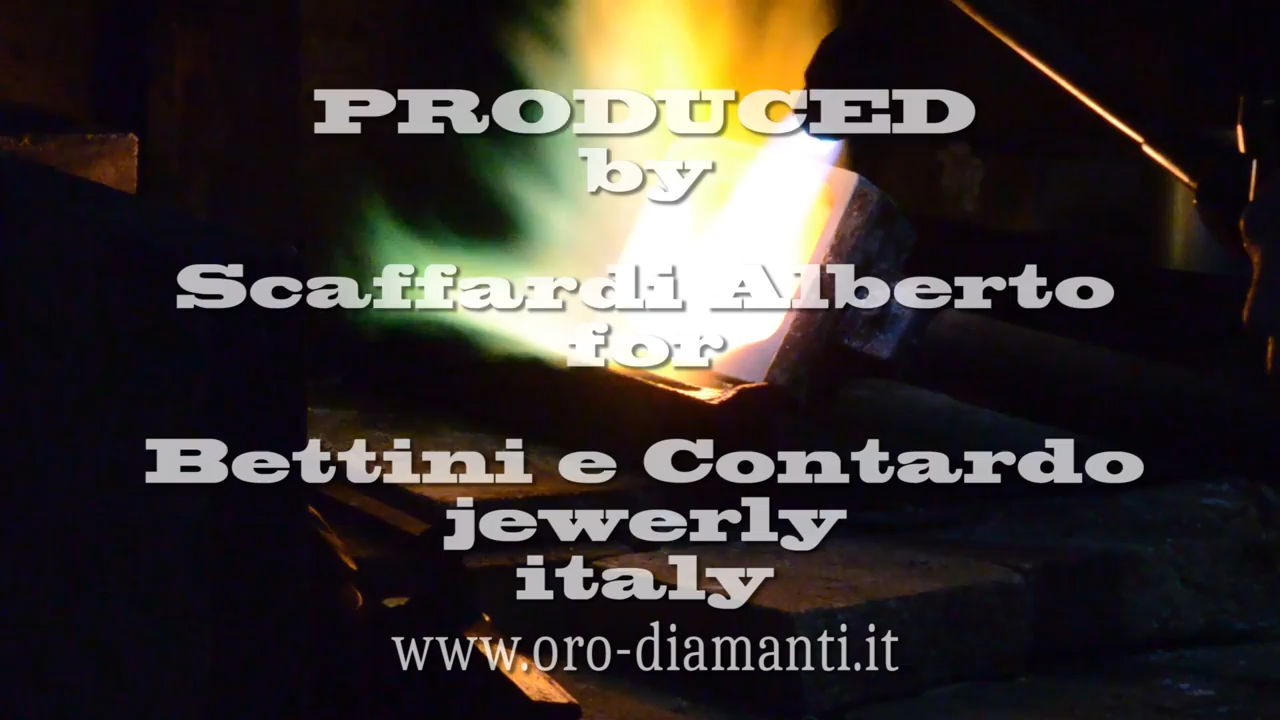 PRODUCED
by
Scaffardi Alberto
for
Bettini e Contardo
jewerly
italy
www.oro-diamanti.it